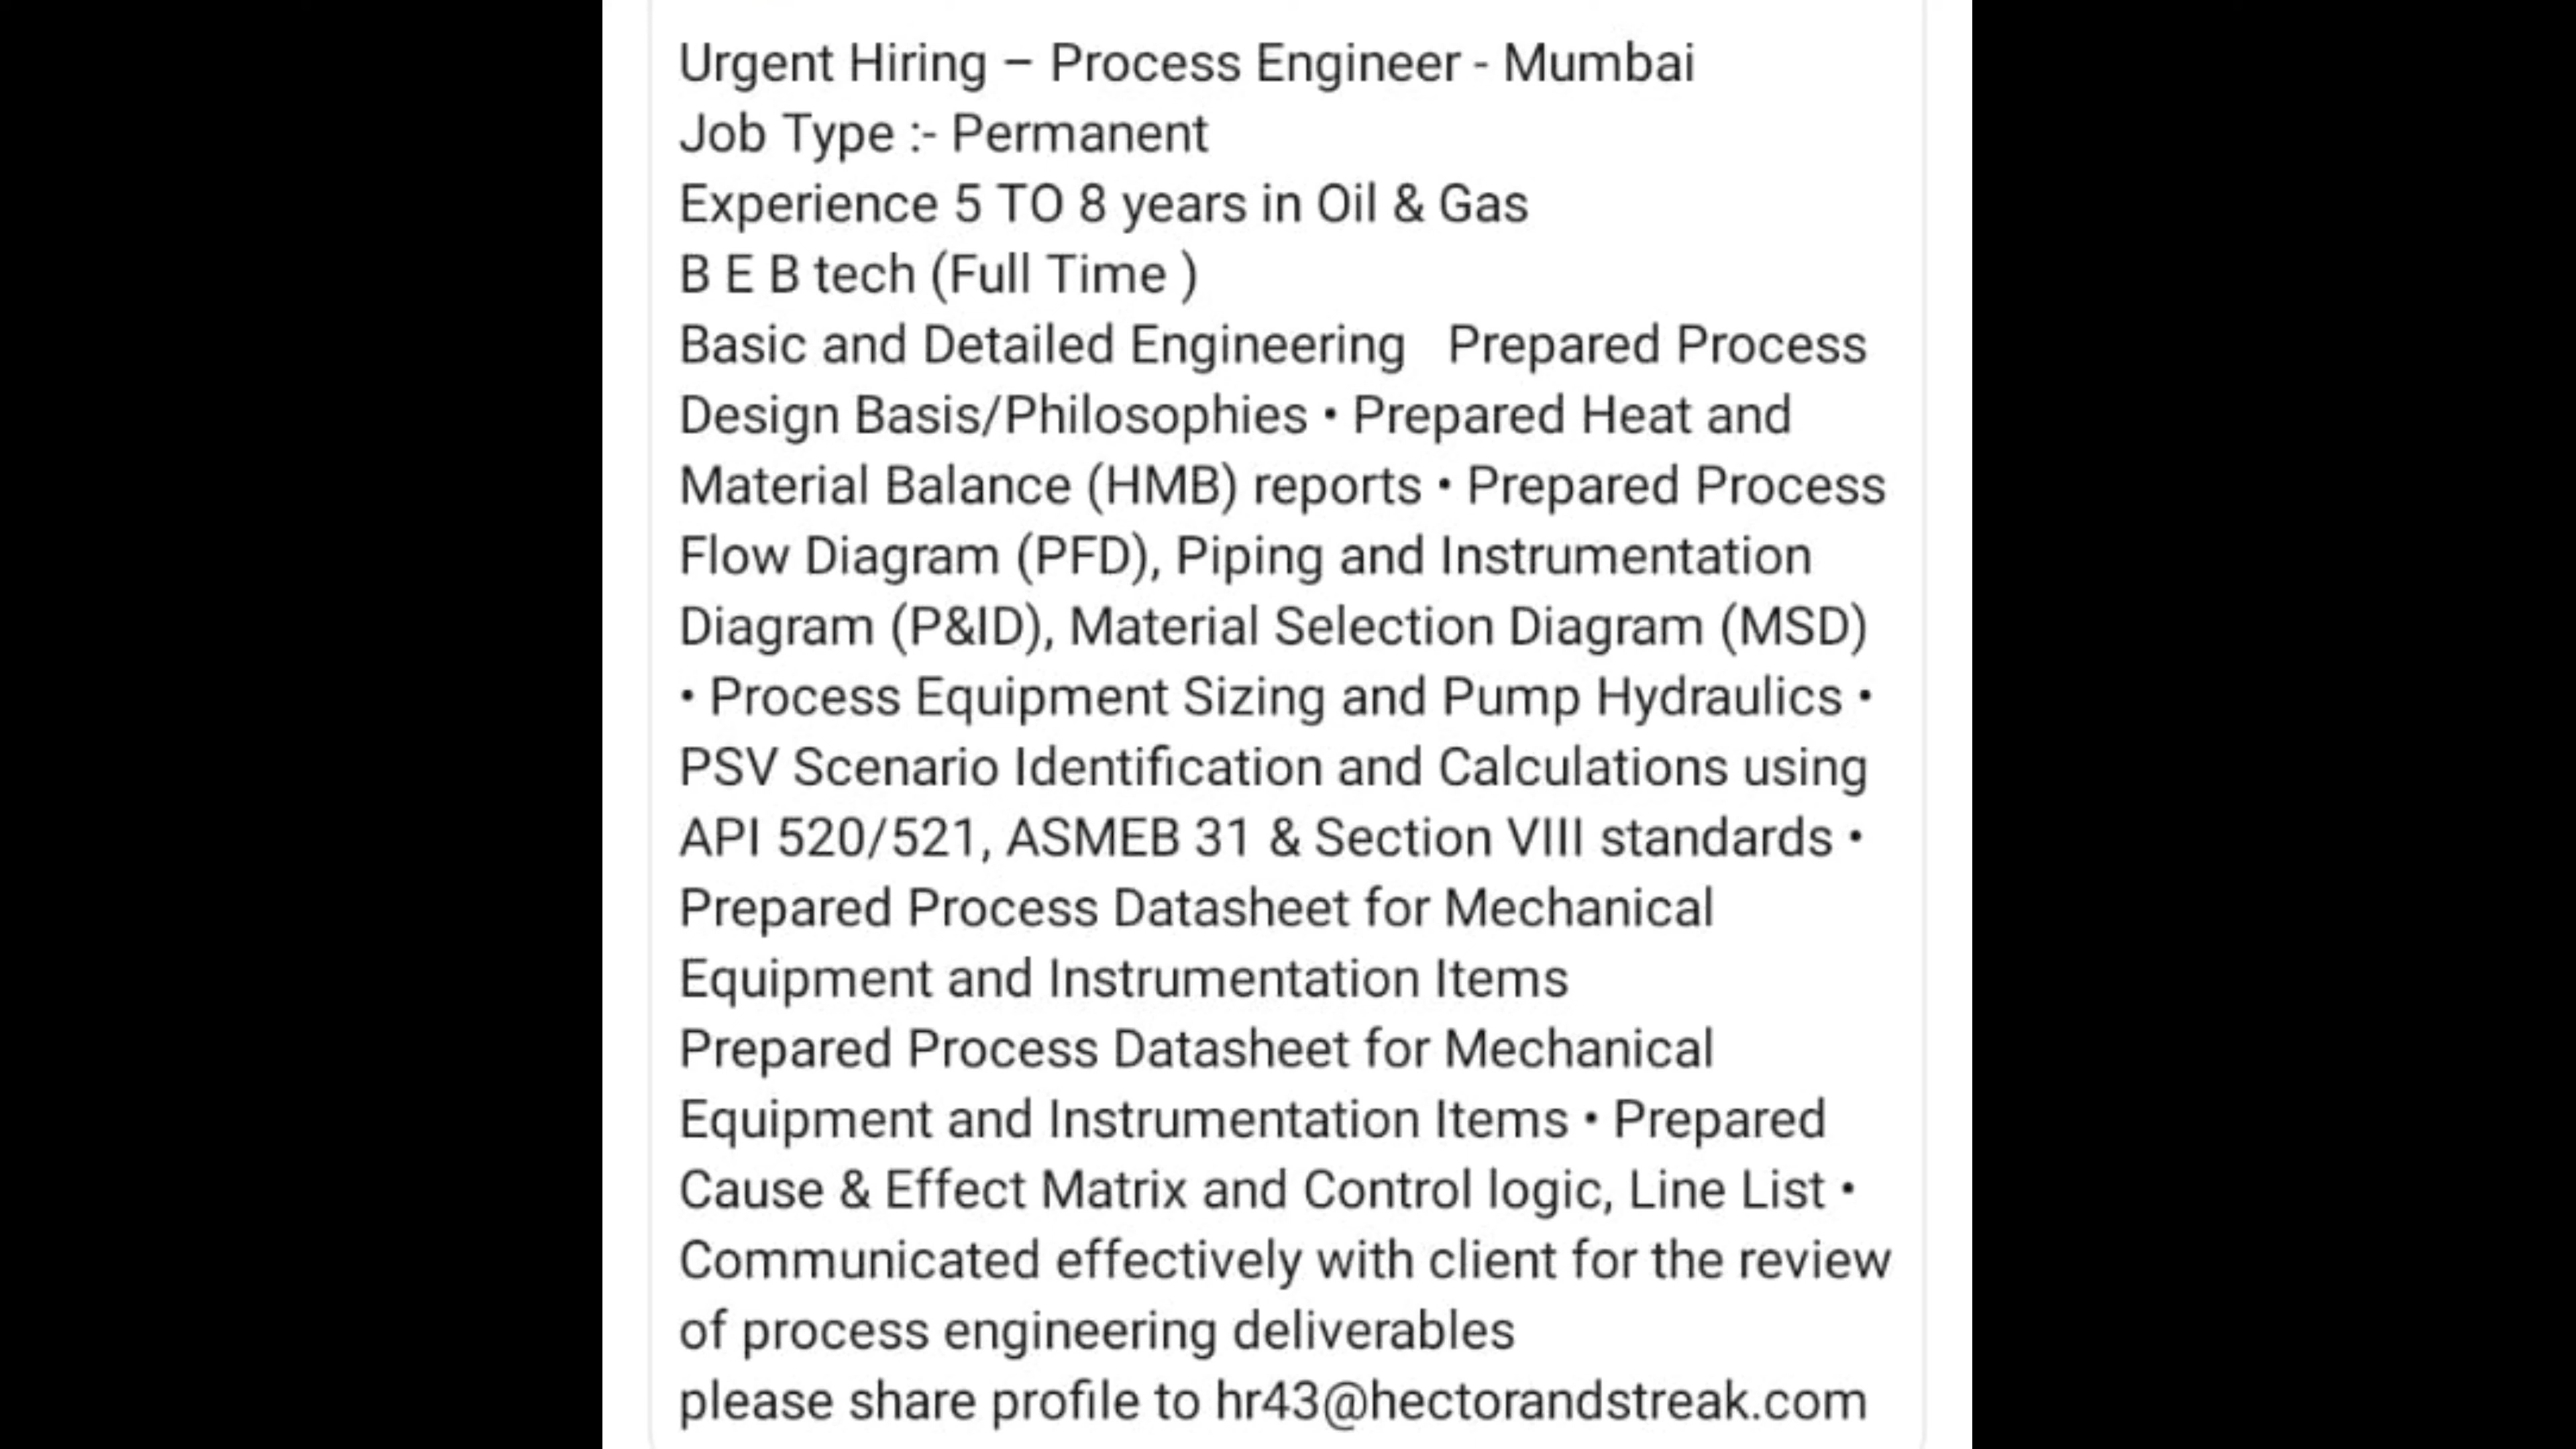 Urgent Hiring – Process Engineer - Mumbai
Job Type :- Permanent
Experience 5 TO 8 years in Oil & Gas
B E B tech (Full Time )
Basic and Detailed Engineering   Prepared Process
Design Basis/Philosophies • Prepared Heat and
Material Balance (HMB) reports • Prepared Process
Flow Diagram (PFD), Piping and Instrumentation
Diagram (P&ID), Material Selection Diagram (MSD)
• Process Equipment Sizing and Pump Hydraulics •
PSV Scenario Identification and Calculations using
API 520/521, ASMEB 31 & Section VIII standards •
Prepared Process Datasheet for Mechanical
Equipment and Instrumentation Items
Prepared Process Datasheet for Mechanical
Equipment and Instrumentation Items • Prepared
Cause & Effect Matrix and Control logic, Line List •
Communicated effectively with client for the review
of process engineering deliverables
please share profile to hr43@hectorandstreak.com